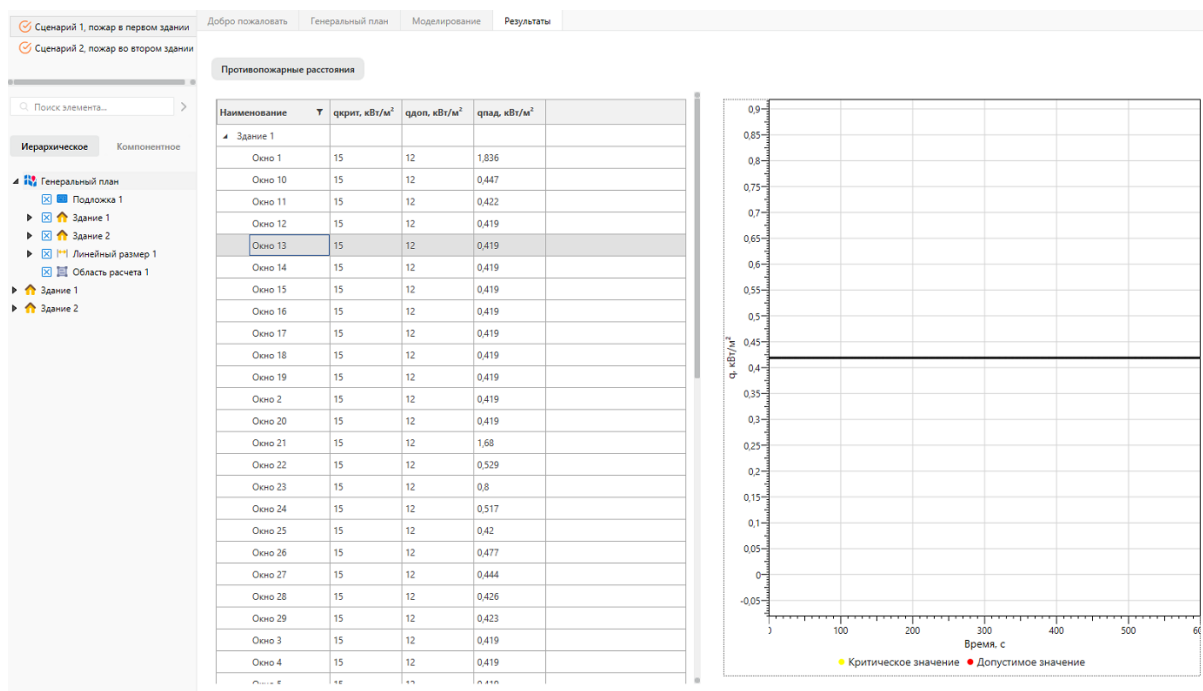 Сценарий 1, пожар в первом здании
Сценарий 2, пожар во втором здании
Поиск элемента...
Иерархическое Компонентное
Генеральный план
Подложка 1
Здание 1
Здание 2
Линейный размер 1
Область расчета 1
Здание 1
Здание 2
Добро пожаловать Генеральный план Моделирование Результаты
Противопожарные расстояния
Наименование qкрит, кВт/м² qдоп, кВт/м² qпад, кВт/м²
Здание 1
Окно 1 15 12 1,836
Окно 10 15 12 0,447
Окно 11 15 12 0,422
Окно 12 15 12 0,419
Окно 13 15 12 0,419
Окно 14 15 12 0,419
Окно 15 15 12 0,419
Окно 16 15 12 0,419
Окно 17 15 12 0,419
Окно 18 15 12 0,419
Окно 19 15 12 0,419
Окно 2 15 12 0,419
Окно 20 15 12 0,419
Окно 21 15 12 1,68
Окно 22 15 12 0,529
Окно 23 15 12 0,8
Окно 24 15 12 0,517
Окно 25 15 12 0,42
Окно 26 15 12 0,477
Окно 27 15 12 0,444
Окно 28 15 12 0,426
Окно 29 15 12 0,423
Окно 3 15 12 0,419
Окно 4 15 12 0,419
q, кВт/м²
0,9
0,85
0,8
0,75
0,7
0,65
0,6
0,55
0,5
0,45
0,4
0,35
0,3
0,25
0,2
0,15
0,1
0,05
0
-0,05
100 200 300 400 500
Время, с
Критическое значение Допустимое значение